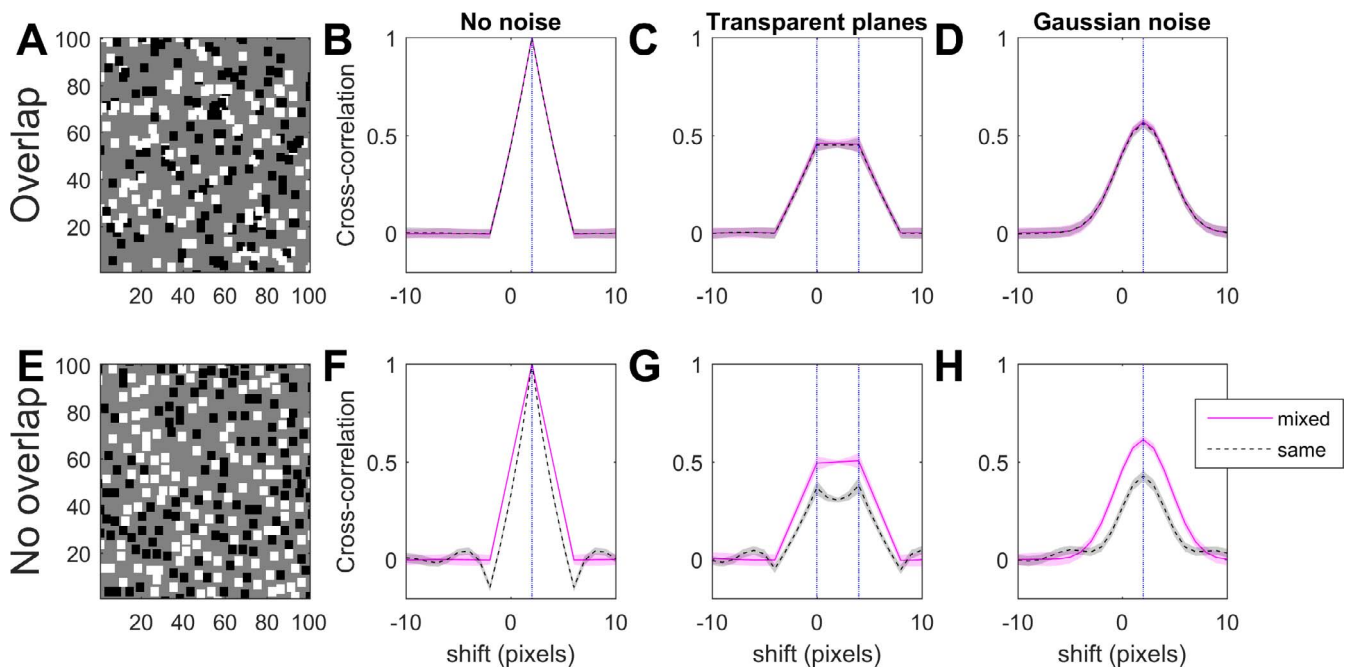 No noise
Transparent planes
Gaussian noise
A
B
C
D
Overlap
100
80
60
40
20
20 40 60 80 100
Cross-correlation
1
0.5
0
-10 0 10
1
0.5
0
-10 0 10
1
0.5
0
-10 0 10
E
F
G
H
No overlap
100
80
60
40
20
20 40 60 80 100
Cross-correlation
1
0.5
0
-10 0 10
shift (pixels)
1
0.5
0
-10 0 10
shift (pixels)
1
0.5
0
-10 0 10
shift (pixels)
mixed
same